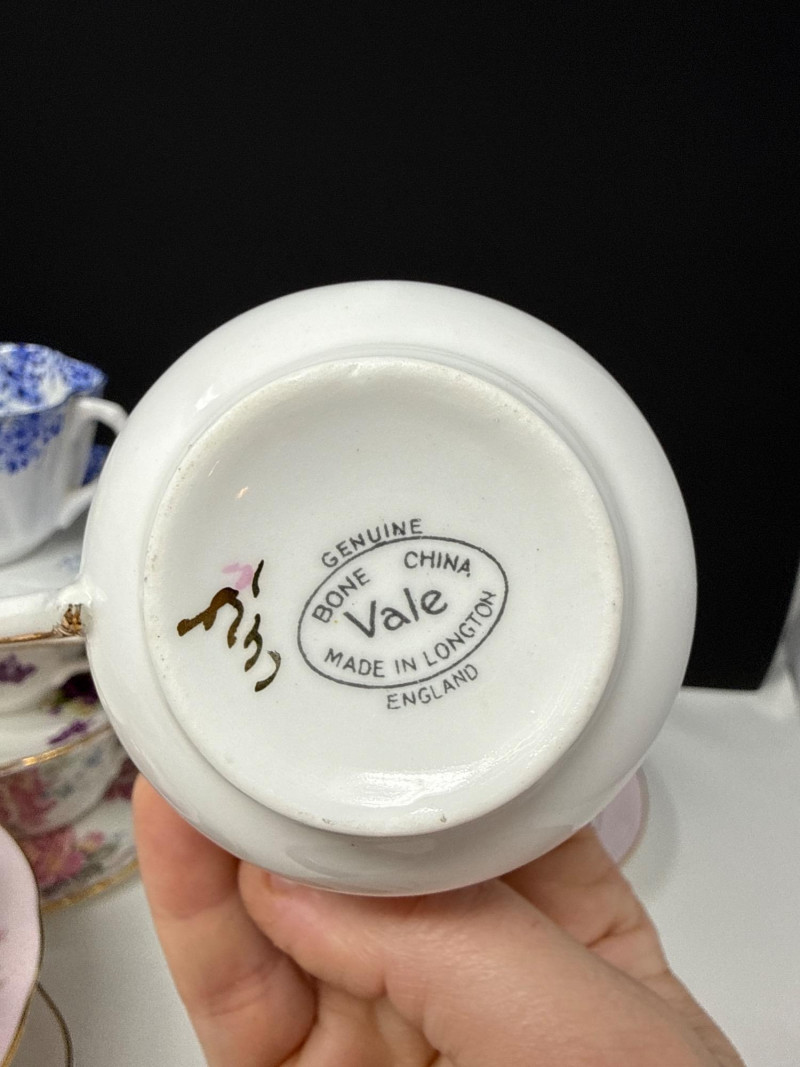 GENUINE
BONE CHINA
Vale
MADE IN LONGTON
ENGLAND